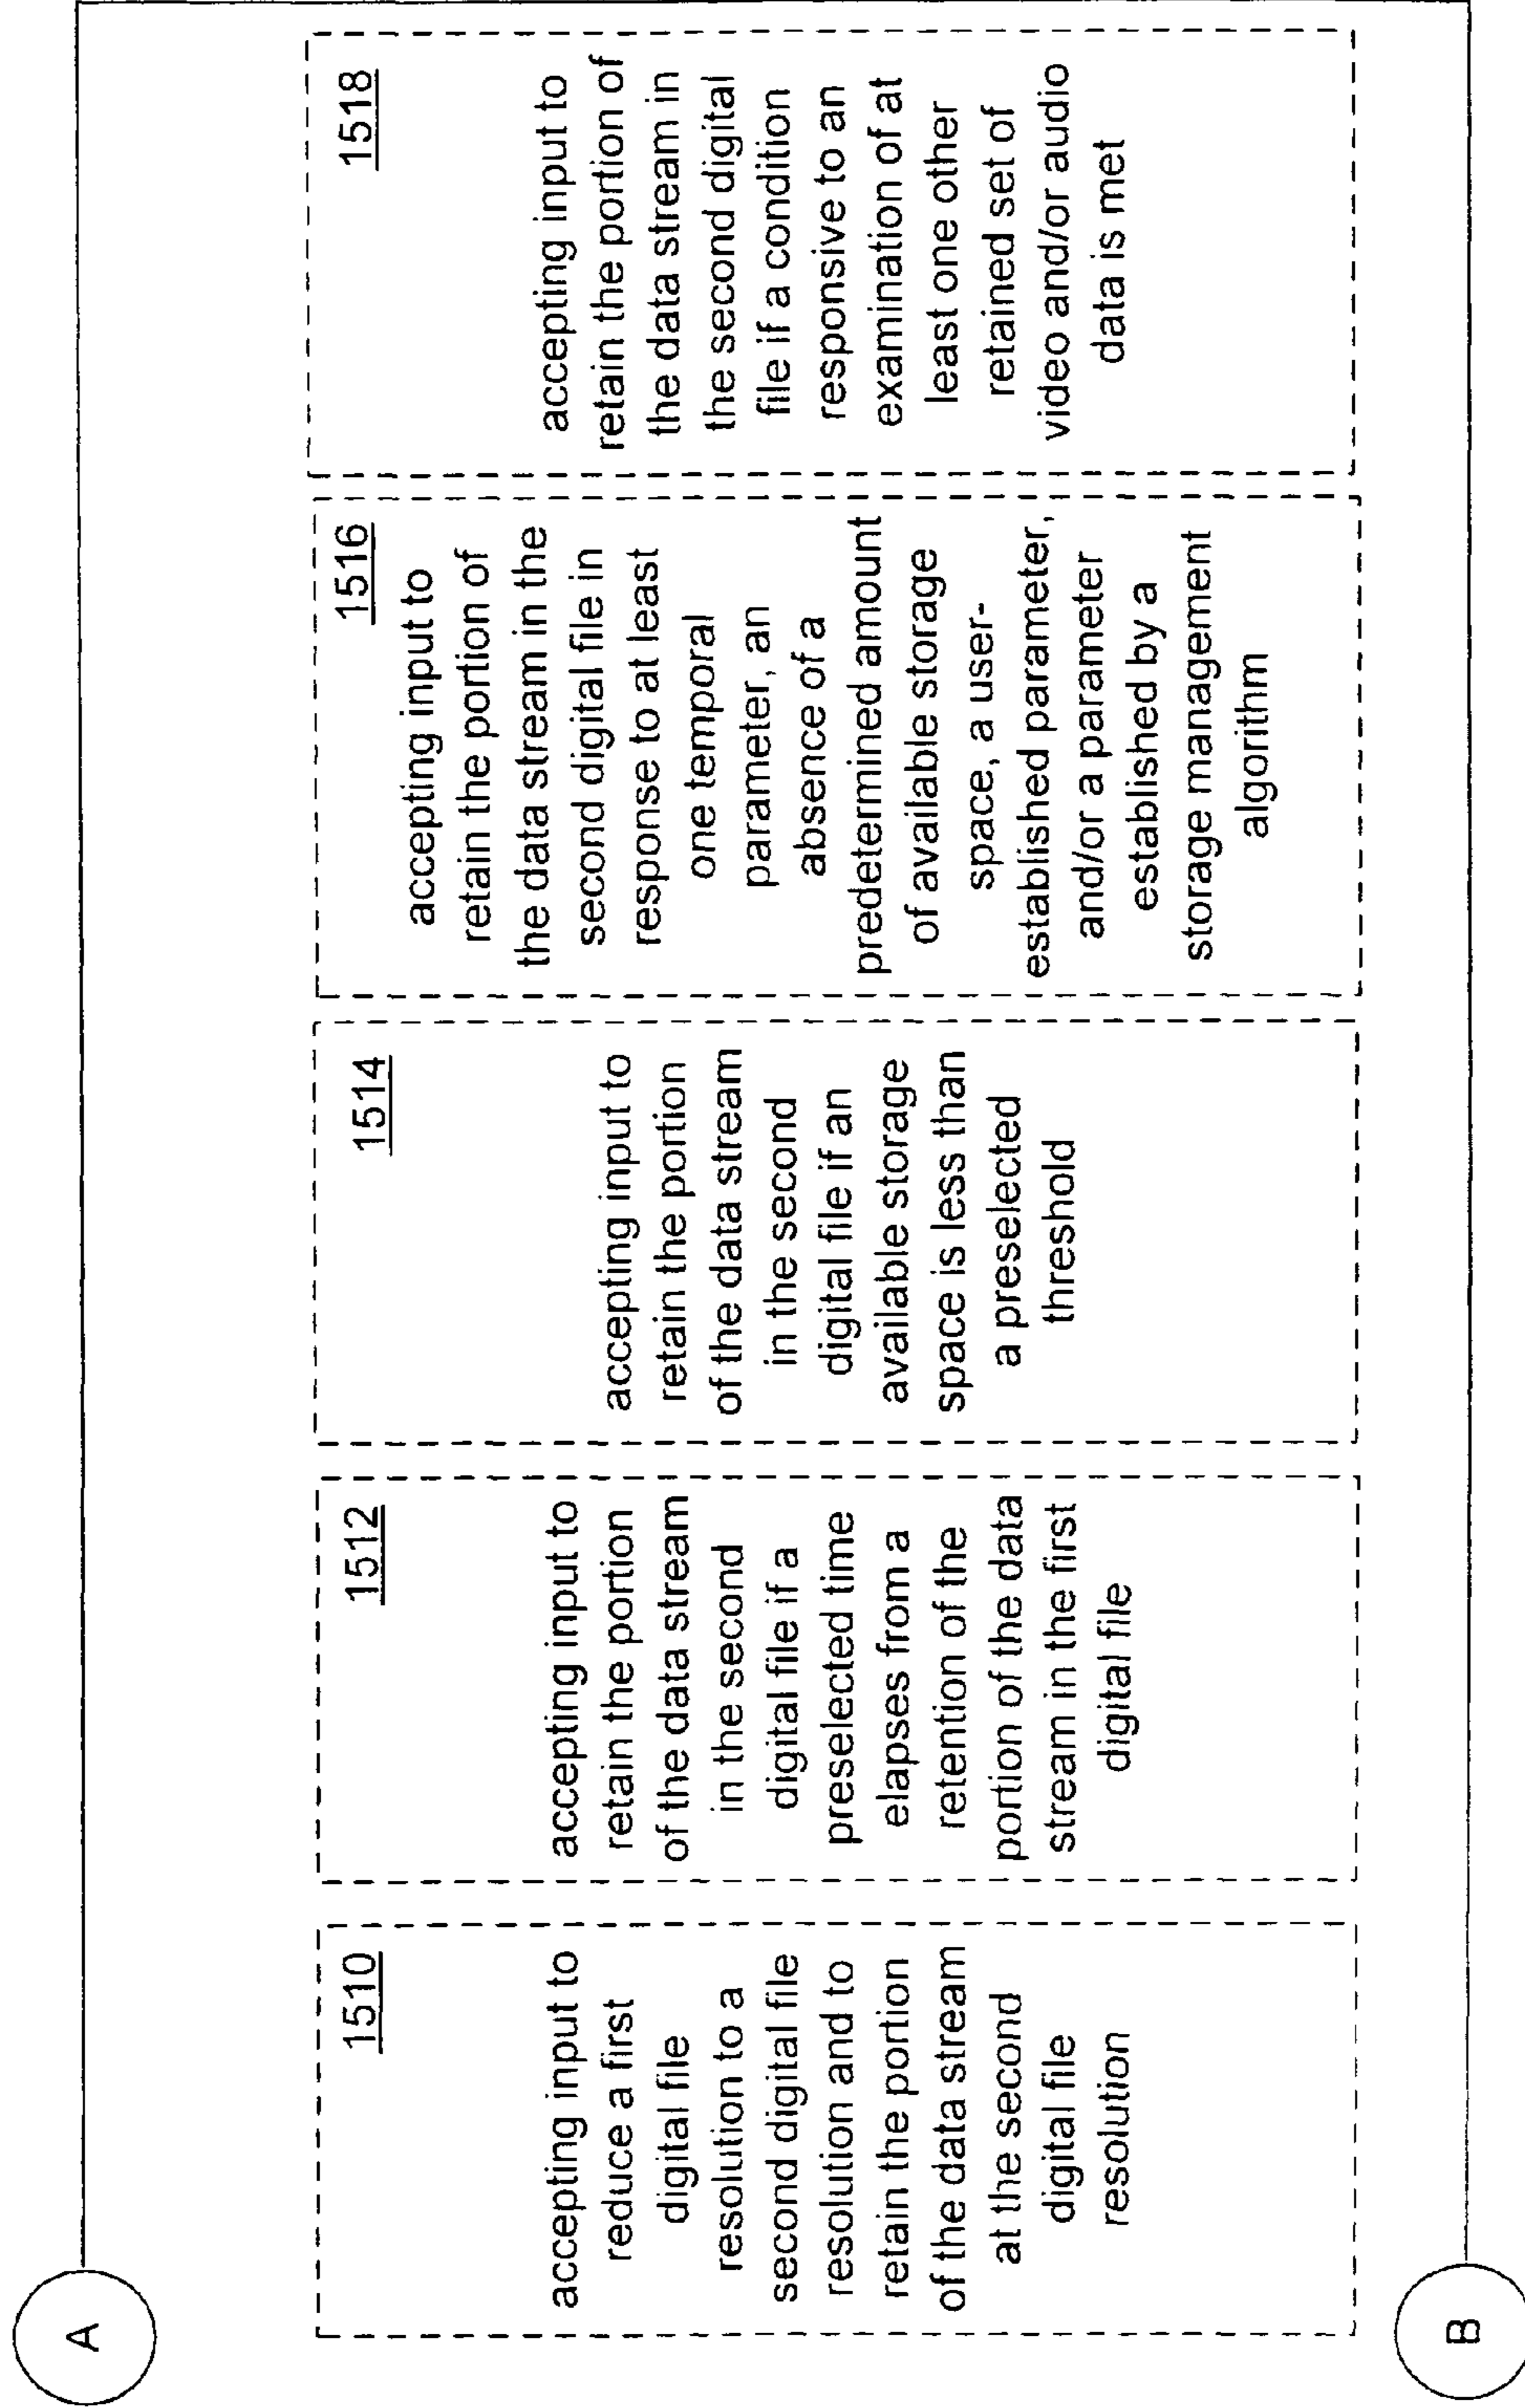 A
1510
accepting input to
reduce a first
digital file
resolution to a
second digital file
resolution and to
retain the portion
of the data stream
at the second
digital file
resolution
1512
accepting input to
retain the portion
of the data stream
in the second
digital file if a
preselected time
elapses from a
retention of the
portion of the data
stream in the first
digital file
1514
accepting input to
retain the portion
of the data stream
in the second
digital file if an
available storage
space is less than
a preselected
threshold
1516
accepting input to
retain the portion of
the data stream in the
second digital file in
response to at least
one temporal
parameter, an
absence of a
predetermined amount
of available storage
space, a user-
established parameter,
and/or a parameter
established by a
storage management
algorithm
1518
accepting input to
retain the portion of
the data stream in
the second digital
file if a condition
responsive to an
examination of at
least one other
retained set of
video and/or audio
data is met
B